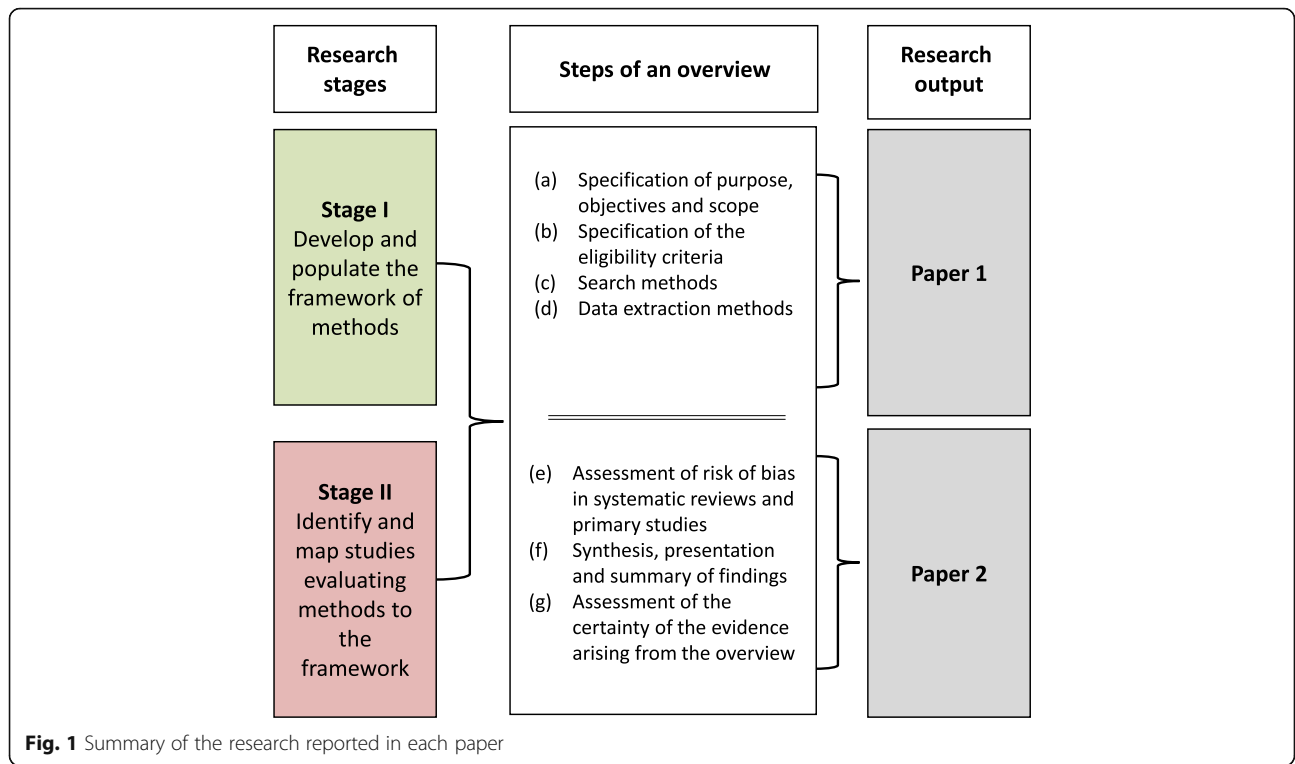 Research
stages
Steps of an overview
Research
output
Stage I
Develop and
populate the
framework of
methods
Stage II
Identify and
map studies
evaluating
methods to
the
framework
(a) Specification of purpose,
objectives and scope
(b) Specification of the
eligibility criteria
(c) Search methods
(d) Data extraction methods
(e) Assessment of risk of bias
in systematic reviews and
primary studies
(f) Synthesis, presentation
and summary of findings
(g) Assessment of the
certainty of the evidence
arising from the overview
Paper 1
Paper 2
Fig. 1 Summary of the research reported in each paper